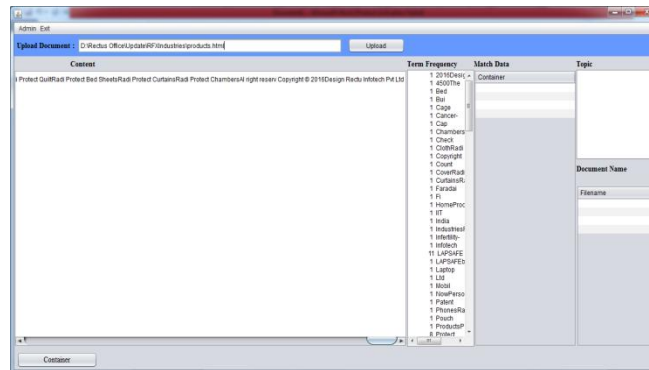 Admin Exit
Upload Document : D:\Rectus Office\Update\RFX\Industries\products.html Upload
Content
Term Frequency
Match Data
Topic
Protect QuiltRadi Protect Bed SheetsRadi Protect CurtainsRadi Protect ChambersAl right reserv Copyright © 2016Design Rectu Infotech Pvt Ltd
1 2016Desig
1 4500The
1 Bed
1 Bui
1 Cage
1 Cancer-
1 Cap
1 Chambers
1 Check
1 ClothRadi
1 Copyright
1 Count
1 CoverRadi
1 CurtainsR
1 Faradai
1 Fi
1 HomeProd
1 IIT
1 India
1 Industries
1 Infertility-
1 Infotech
11 LAPSAFE
1 LAPSAFEb
1 Laptop
1 Ltd
1 Mobil
1 NowPerso
1 Patent
1 PhonesRa
1 Pouch
1 ProductsP
8 Protect
Container
Document Name
Filename
Container